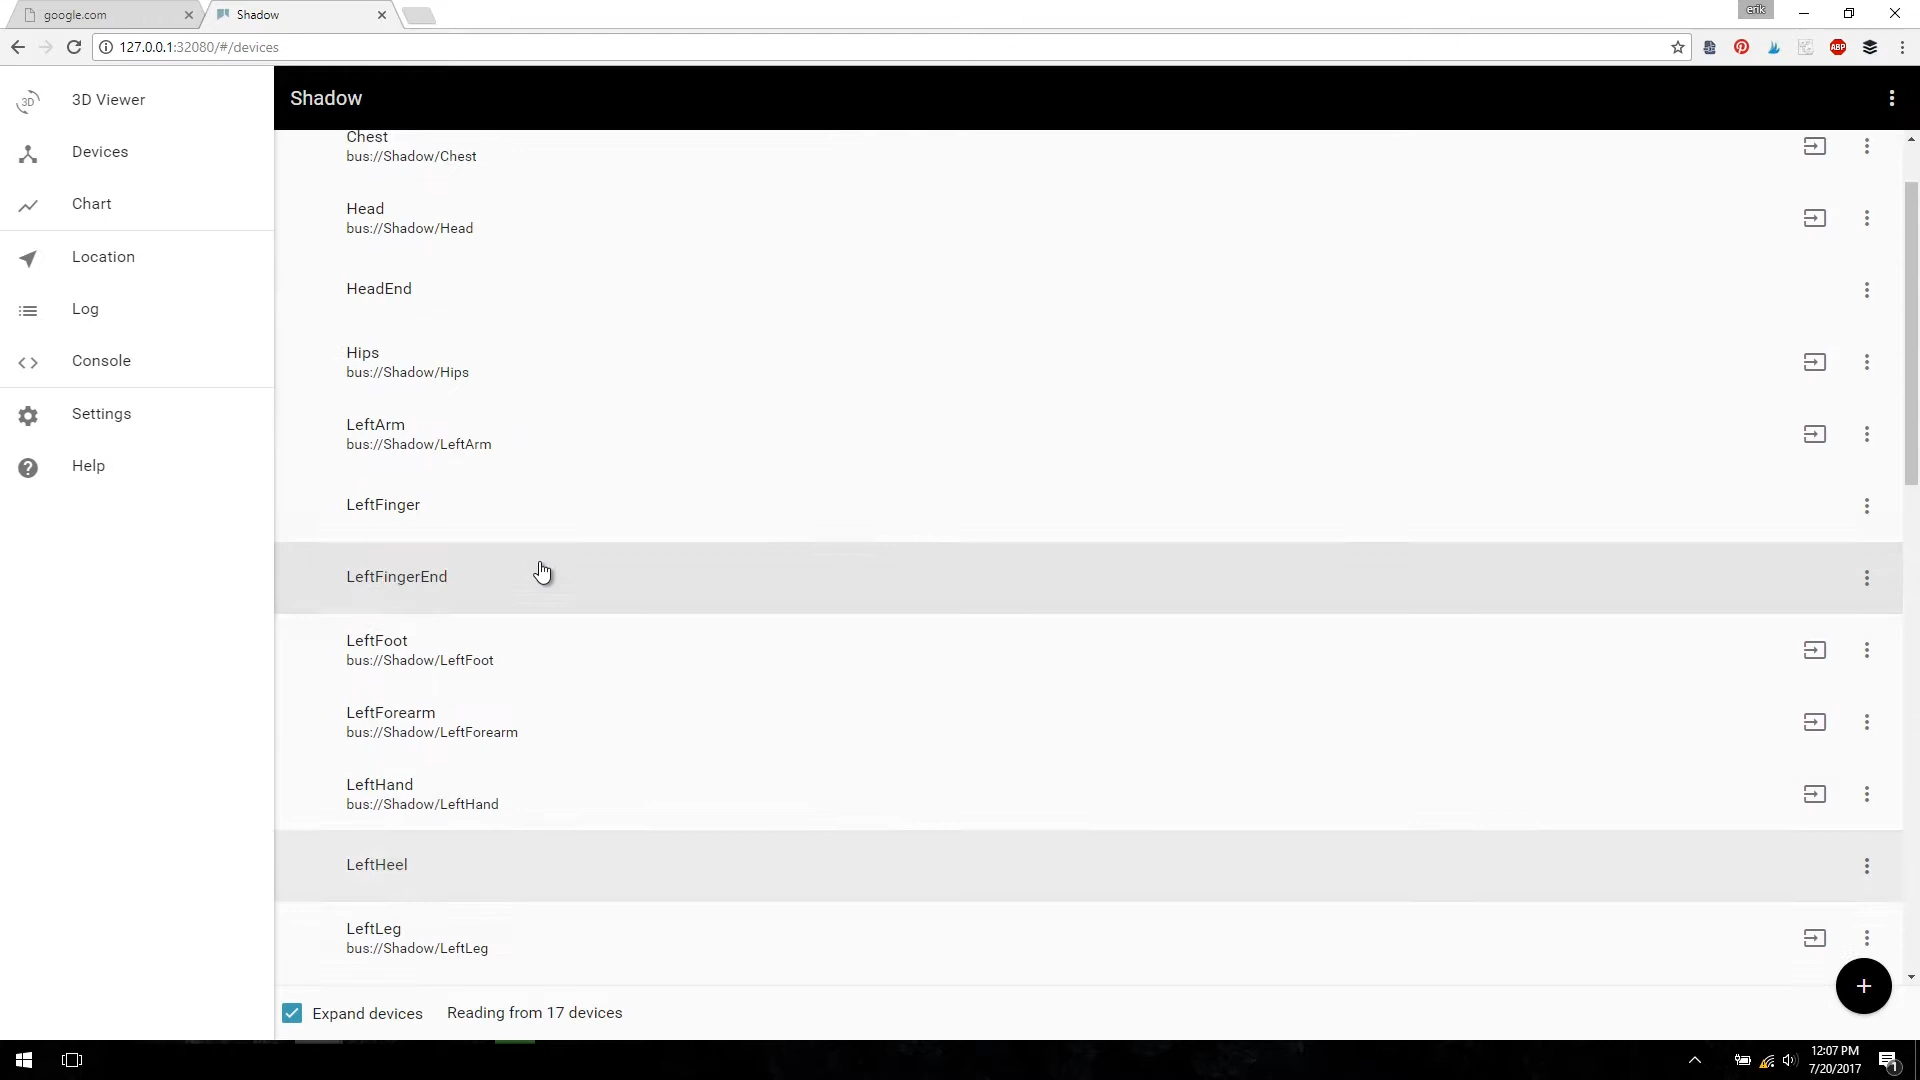 google.com
Shadow
erik
127.0.0.1:32080/#/devices
ABP
3D
3D Viewer
Devices
Chart
Location
Log
Console
Settings
Help
Shadow
Chest
bus://Shadow/Chest
Head
bus://Shadow/Head
HeadEnd
Hips
bus://Shadow/Hips
LeftArm
bus://Shadow/LeftArm
LeftFinger
LeftFingerEnd
LeftFoot
bus://Shadow/LeftFoot
LeftForearm
bus://Shadow/LeftForearm
LeftHand
bus://Shadow/LeftHand
LeftHeel
LeftLeg
bus://Shadow/LeftLeg
Expand devices
Reading from 17 devices
12:07 PM
7/20/2017
1